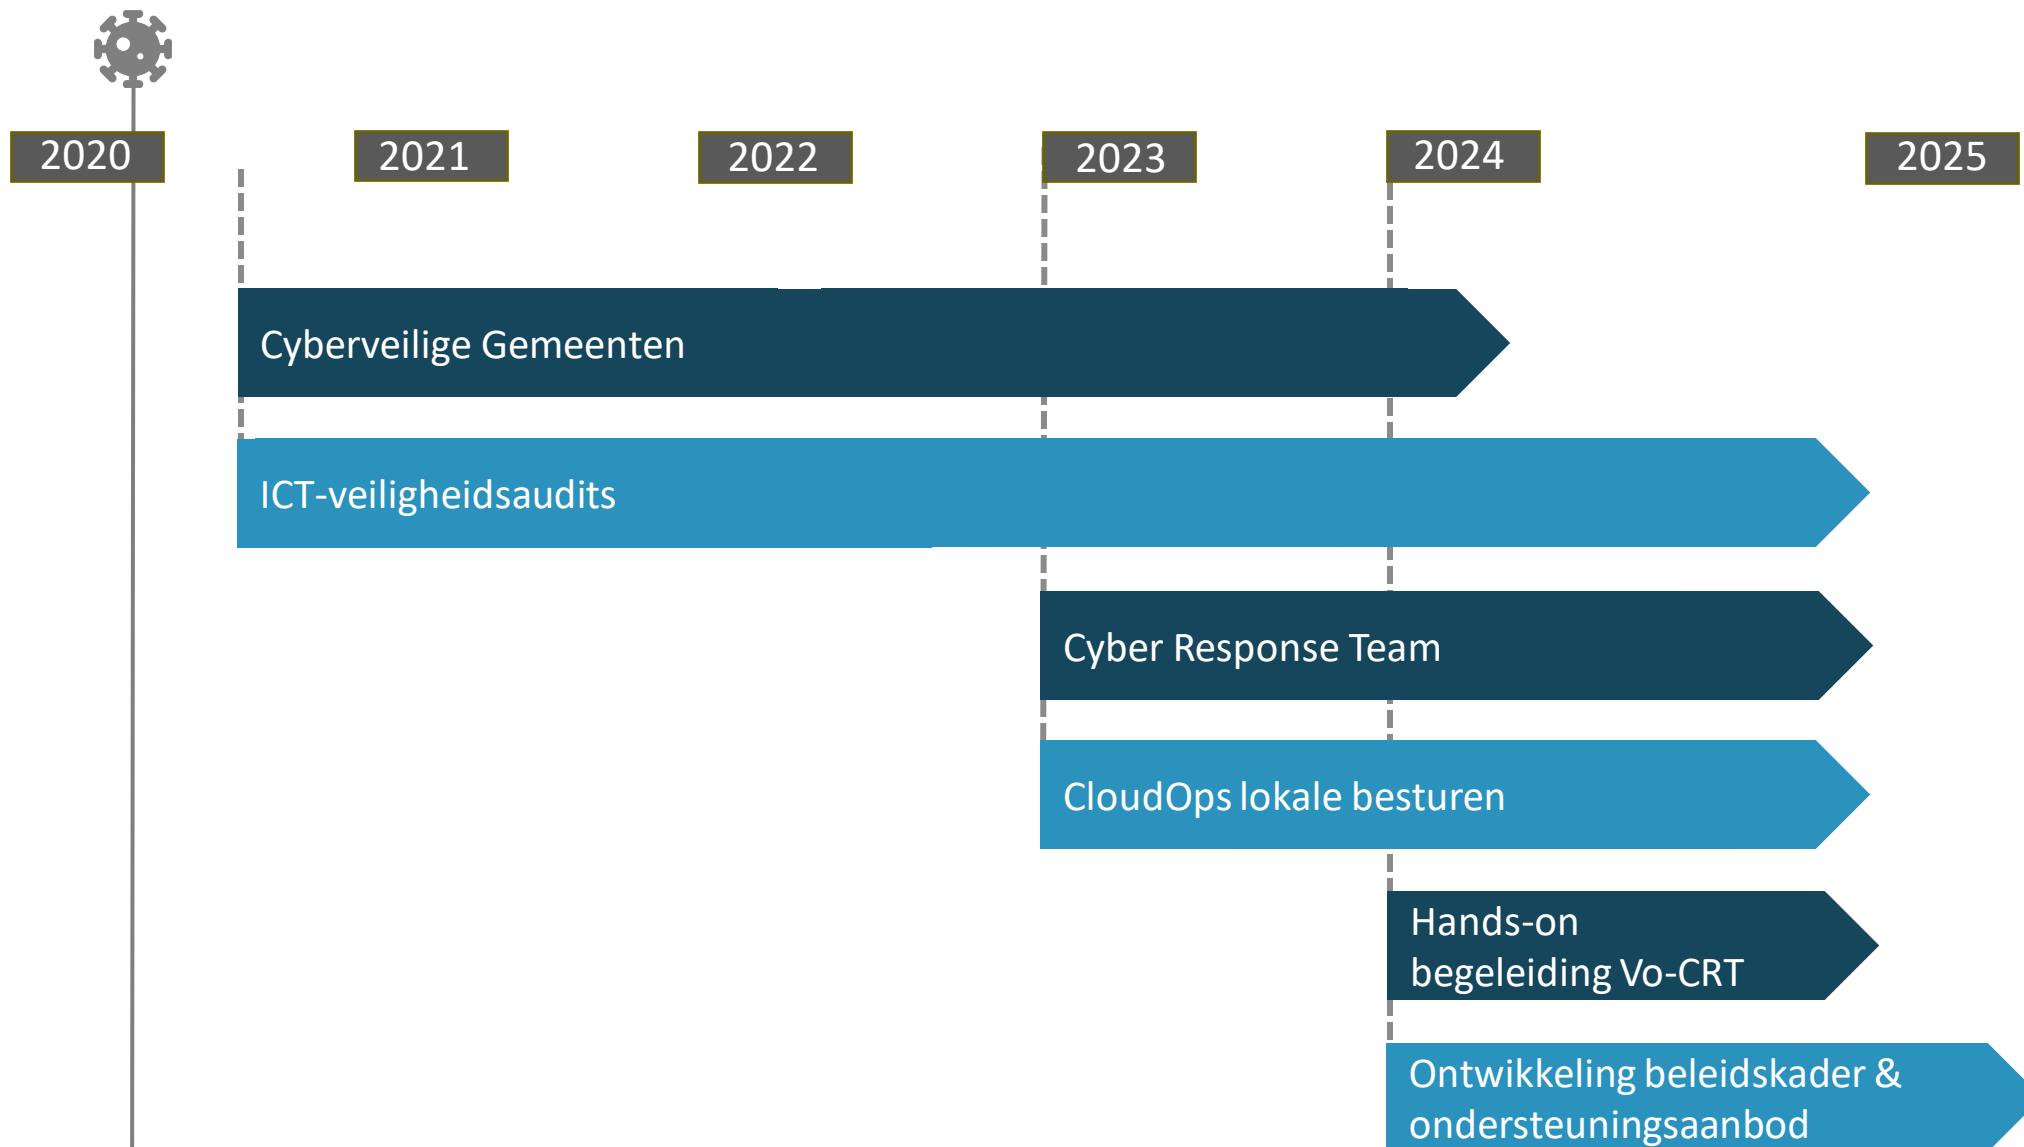 2020
2021
2022
2023
2024
2025
Cyberveilige Gemeenten
ICT-veiligheidsaudits
Cyber Response Team
CloudOps lokale besturen
Hands-on
begeleiding Vo-CRT
Ontwikkeling beleidskader &
ondersteuningsaanbod